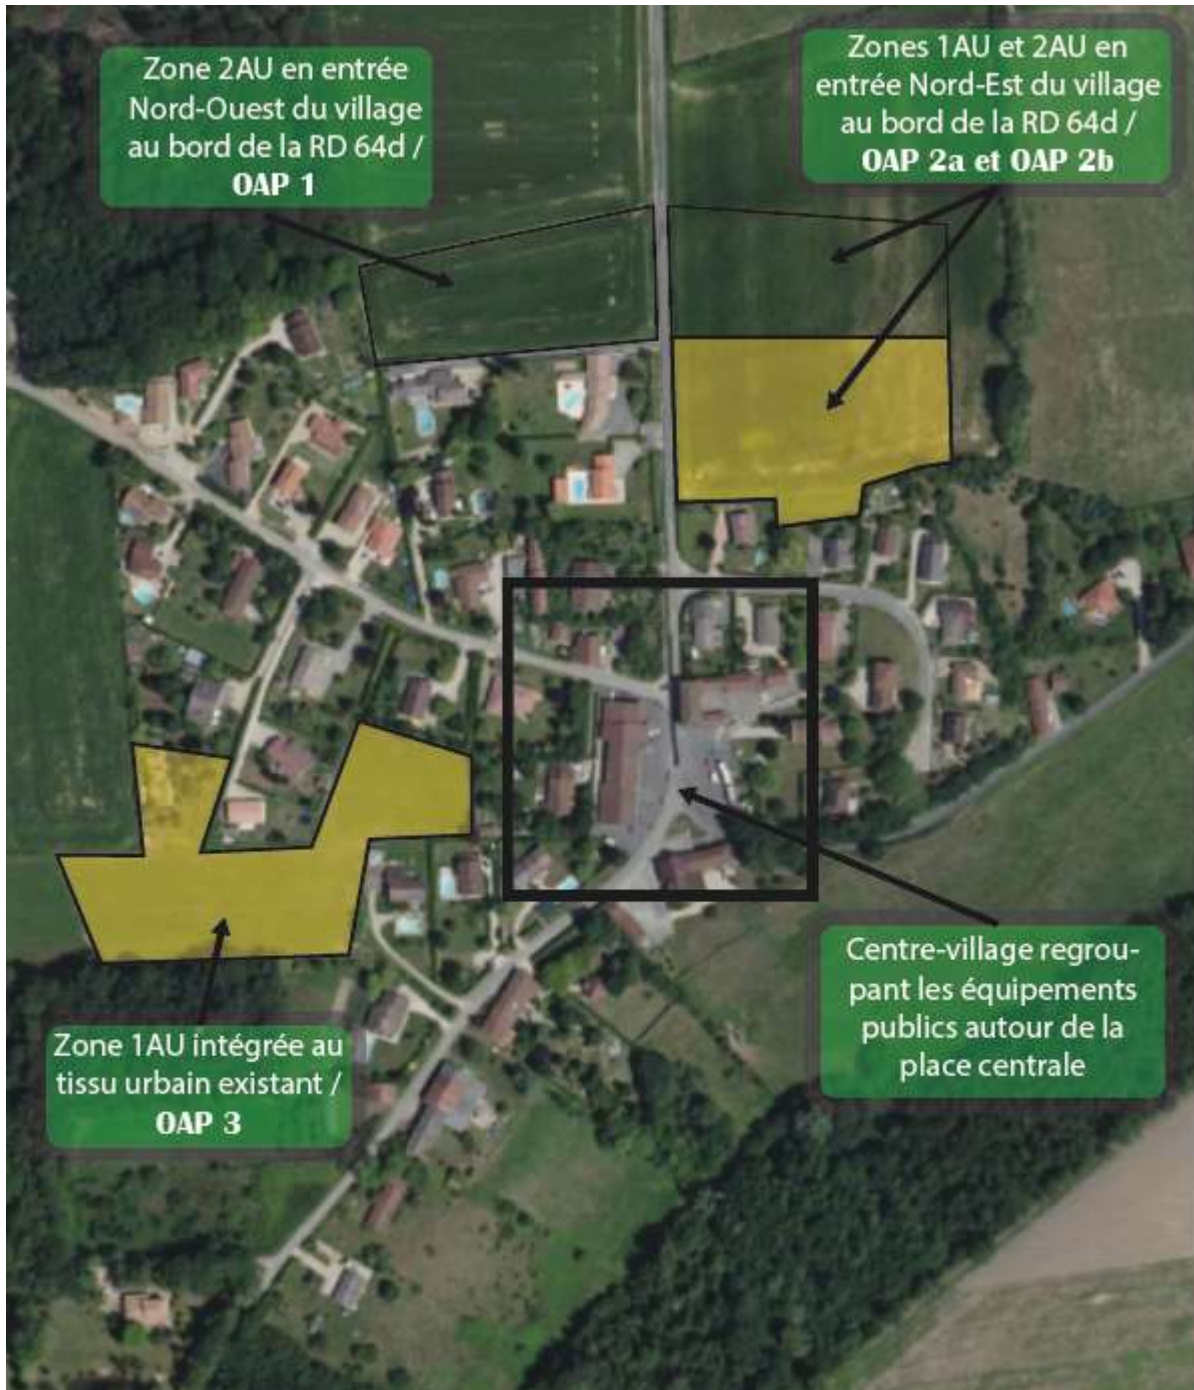 Zone 2AU en entrée
Nord-Ouest du village
au bord de la RD 64d /
OAP 1
Zones 1AU et 2AU en
entrée Nord-Est du village
au bord de la RD 64d /
OAP 2a et OAP 2b
Centre-village regrou-
pant les équipements
publics autour de la
place centrale
Zone 1AU intégrée au
tissu urbain existant /
OAP 3